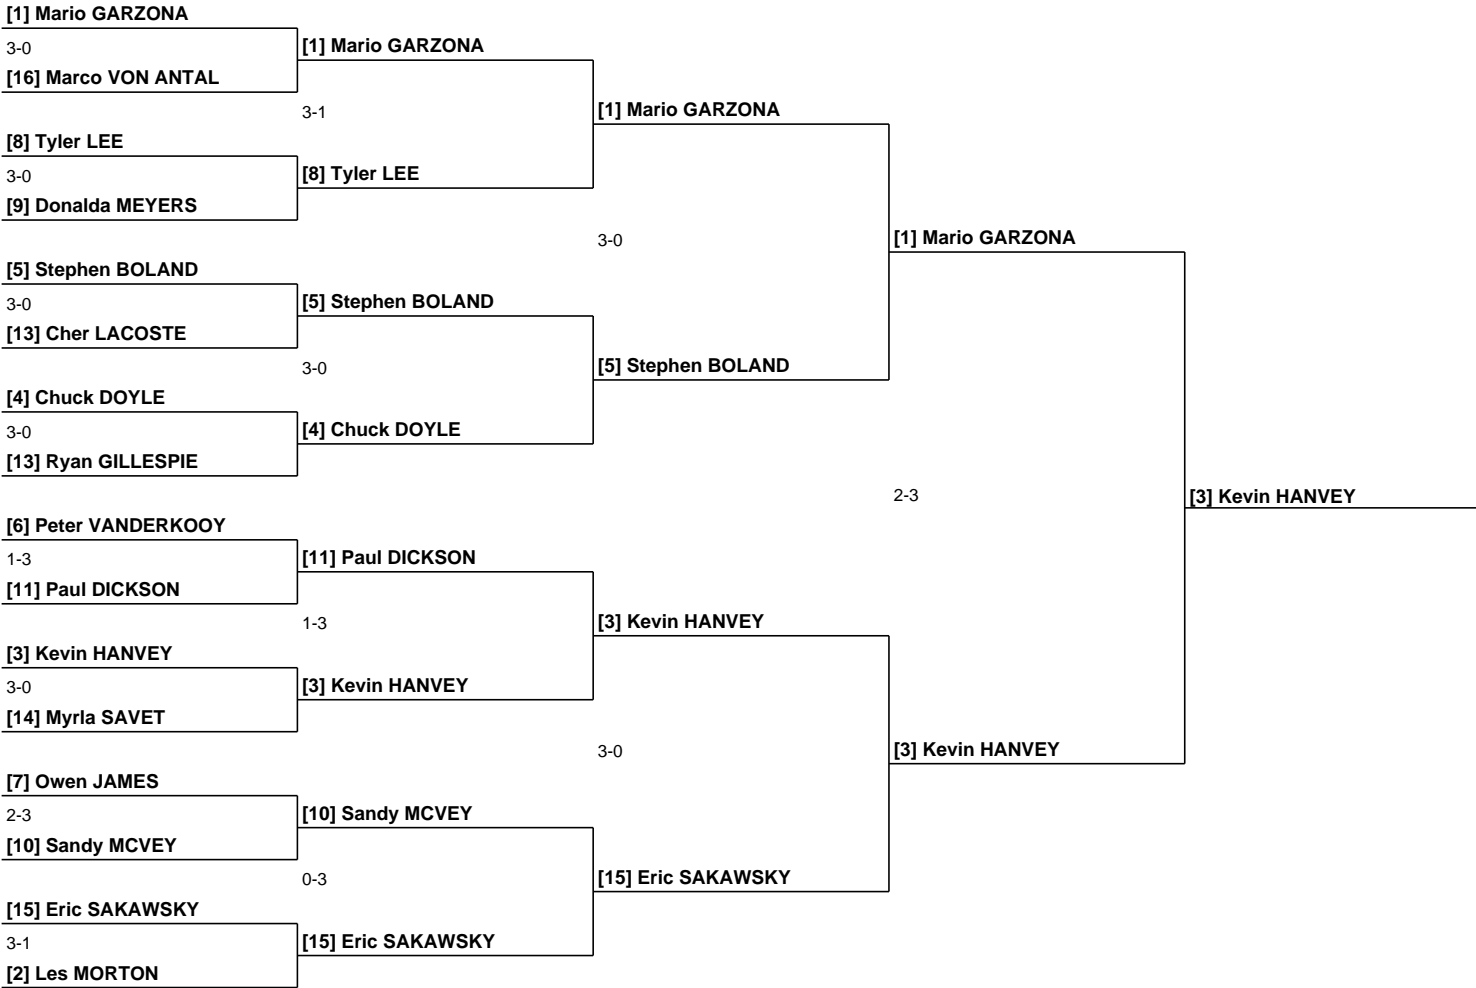 [1] Mario GARZONA
3-0
[16] Marco VON ANTAL
[8] Tyler LEE
3-0
[9] Donalda MEYERS
[5] Stephen BOLAND
3-0
[13] Cher LACOSTE
[4] Chuck DOYLE
3-0
[13] Ryan GILLESPIE
[6] Peter VANDERKOOY
1-3
[11] Paul DICKSON
[3] Kevin HANVEY
3-0
[14] Myrla SAVET
[7] Owen JAMES
2-3
[10] Sandy MCVEY
[15] Eric SAKAWSKY
3-1
[2] Les MORTON
[1] Mario GARZONA
3-1
[8] Tyler LEE
[5] Stephen BOLAND
3-0
[4] Chuck DOYLE
[11] Paul DICKSON
1-3
[3] Kevin HANVEY
[10] Sandy MCVEY
0-3
[15] Eric SAKAWSKY
[1] Mario GARZONA
3-0
[5] Stephen BOLAND
[3] Kevin HANVEY
3-0
[15] Eric SAKAWSKY
[1] Mario GARZONA
2-3
[3] Kevin HANVEY
[3] Kevin HANVEY